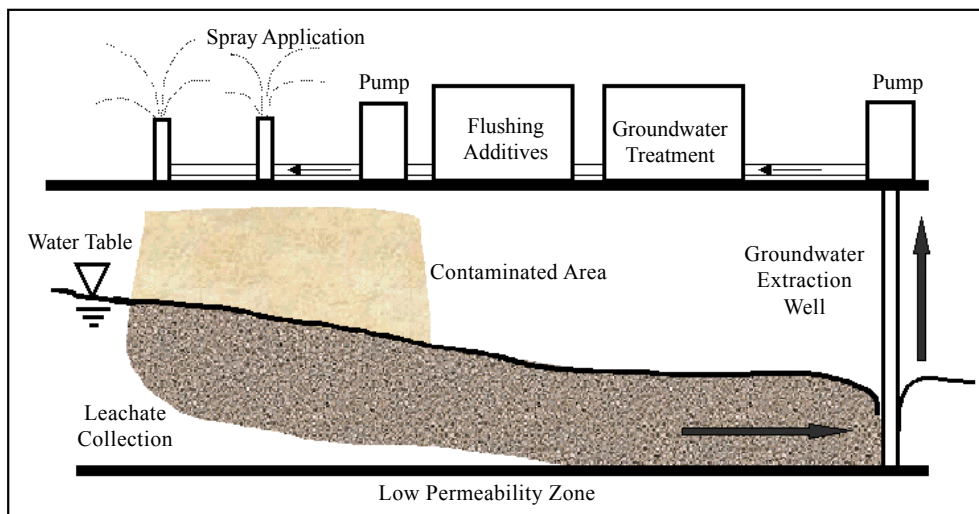 Spray Application
Pump
Pump
Flushing
Additives
Groundwater
Treatment
Water Table
Contaminated Area
Groundwater
Extraction
Well
Leachate
Collection
Low Permeability Zone